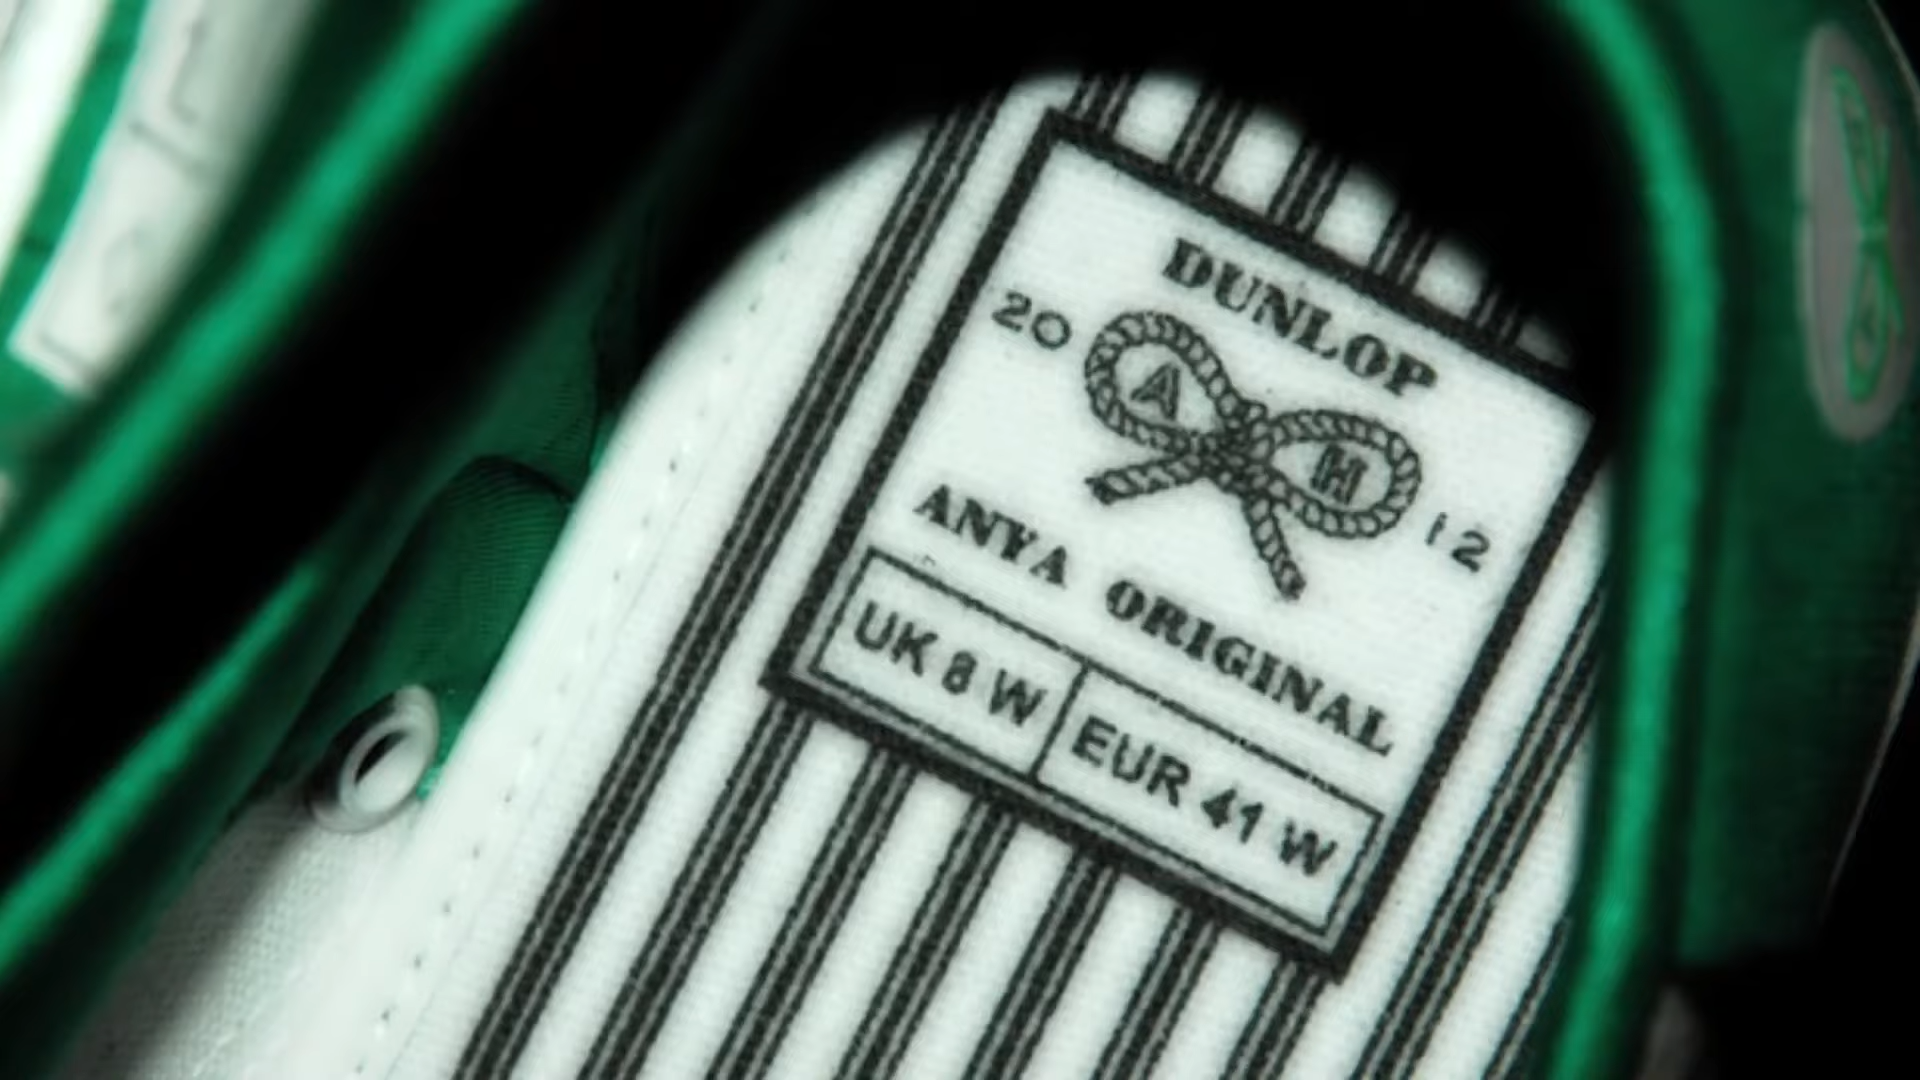 DUNLOP
20 12
A H
ANYA ORIGINAL
UK 8 W
EUR 41 W